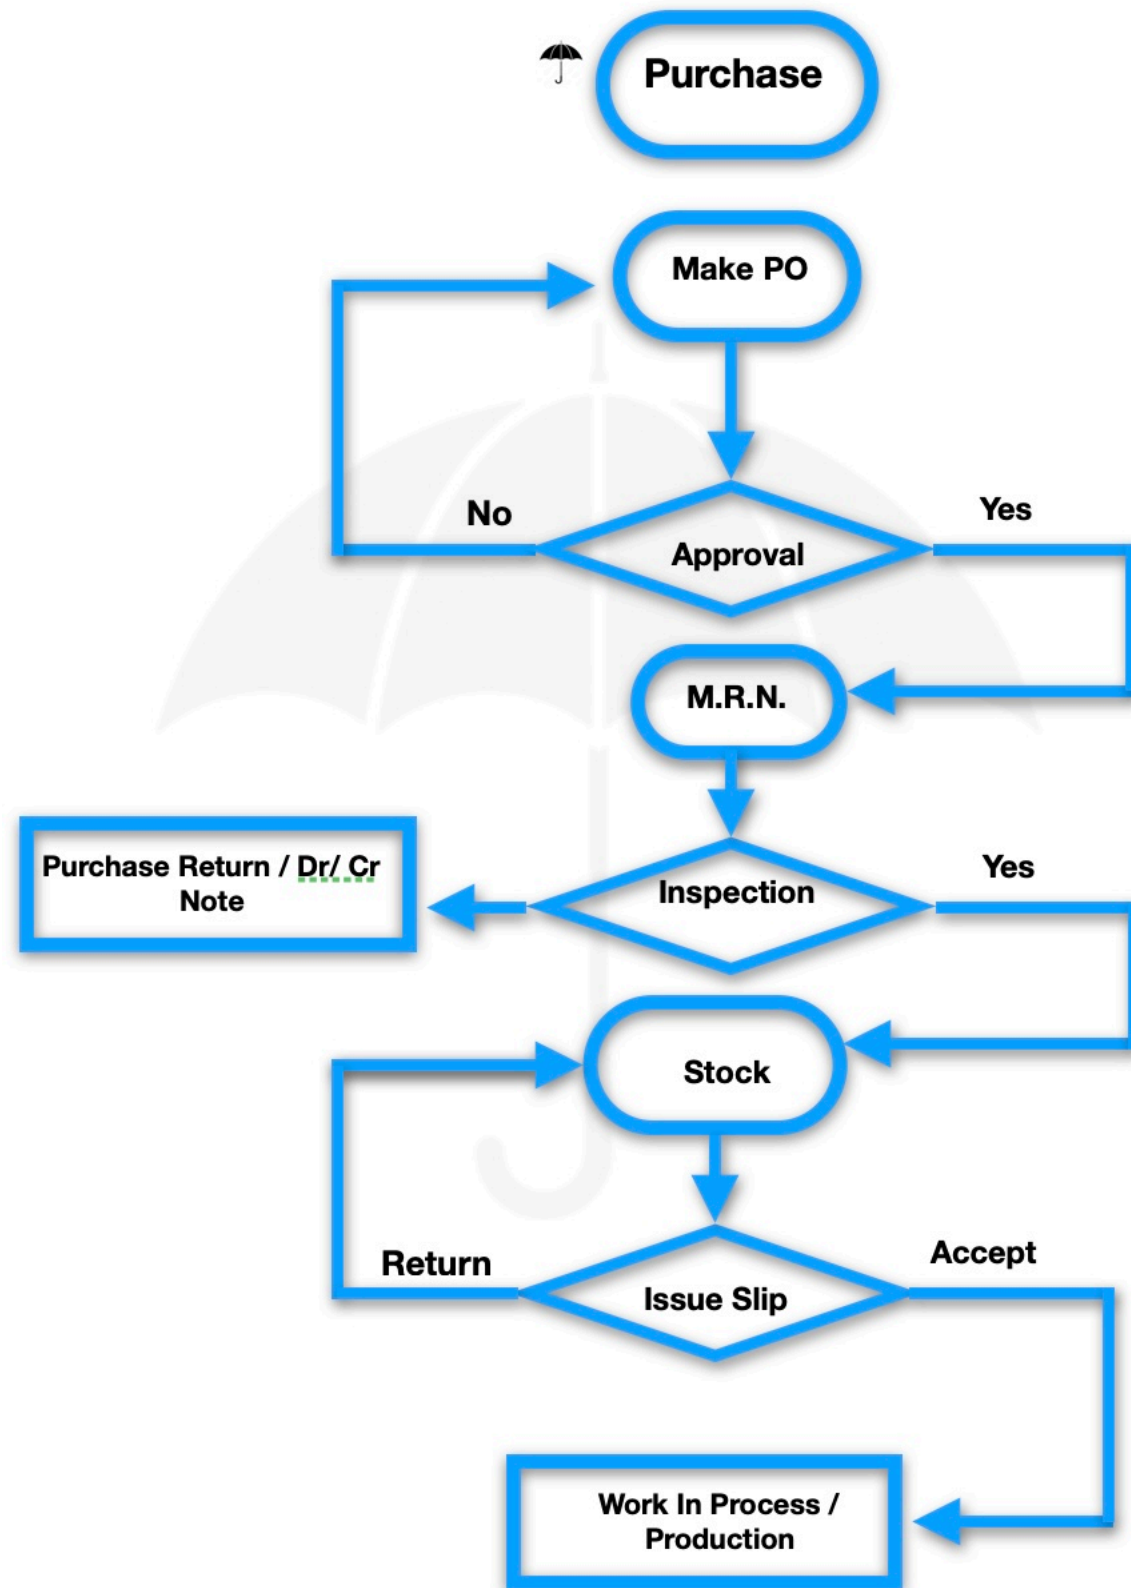 Purchase
Make PO
No
Yes
Approval
M.R.N.
Purchase Return / Dr/ Cr
Note
Inspection
Yes
Stock
Return
Accept
Issue Slip
Work In Process /
Production